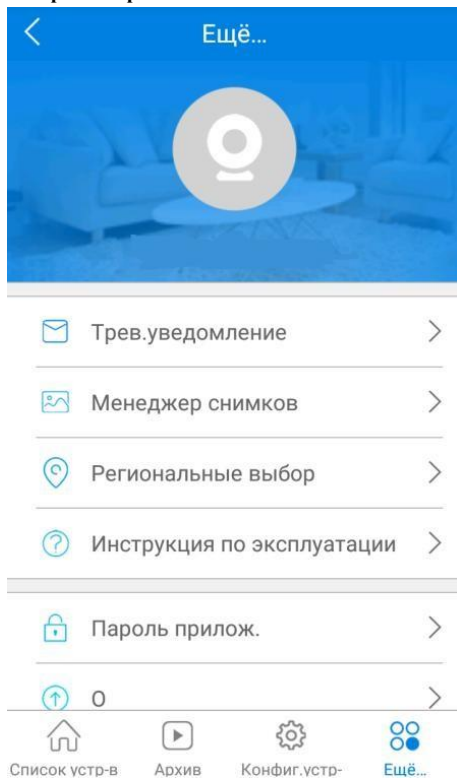 Ещё...
Трев.уведомление
Менеджер снимков
Региональные выбор
Инструкция по эксплуатации
Пароль прилож.
О
Список устр-в Архив Конфиг.устр- Ещё...